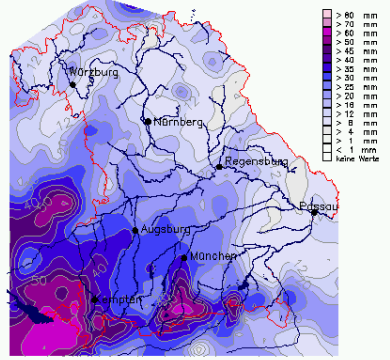 > 80 mm
> 70 mm
> 60 mm
> 50 mm
> 45 mm
> 40 mm
> 35 mm
> 30 mm
> 25 mm
> 20 mm
> 16 mm
> 12 mm
> 8 mm
> 4 mm
> 1 mm
< 1 mm
keine Werte
Würzburg
Nürnberg
Regensburg
Passau
Augsburg
München
Kempten
50
40